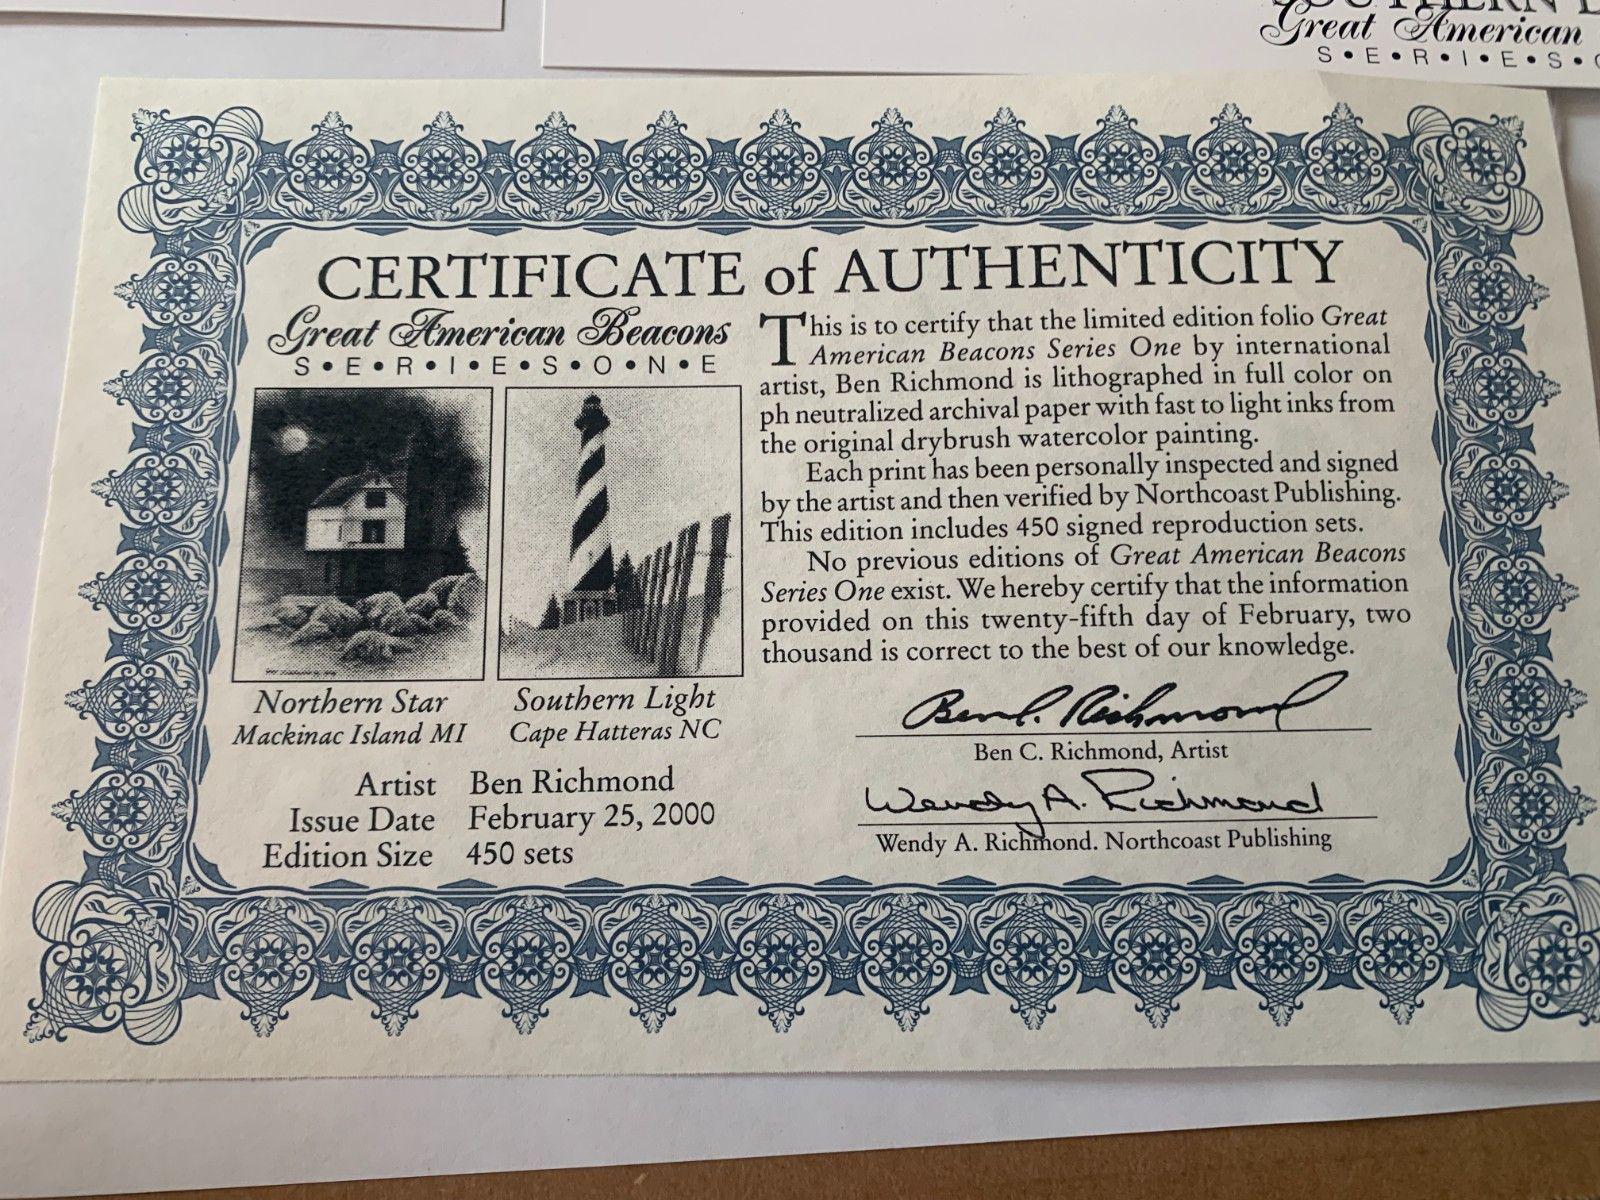 Great American
S•E•R•I•E•S•
CERTIFICATE of AUTHENTICITY
Great American Beacons
S•E•R•I•E•S•O•N•E
Northern Star
Mackinac Island MI
Southern Light
Cape Hatteras NC
Artist Ben Richmond
Issue Date February 25, 2000
Edition Size 450 sets
This is to certify that the limited edition folio Great
American Beacons Series One by international
artist, Ben Richmond is lithographed in full color on
ph neutralized archival paper with fast to light inks from
the original drybrush watercolor painting.
Each print has been personally inspected and signed
by the artist and then verified by Northcoast Publishing.
This edition includes 450 signed reproduction sets.
No previous editions of Great American Beacons
Series One exist. We hereby certify that the information
provided on this twenty-fifth day of February, two
thousand is correct to the best of our knowledge.
Ben C. Richmond
Ben C. Richmond, Artist
Wendy A. Richmond
Wendy A. Richmond. Northcoast Publishing